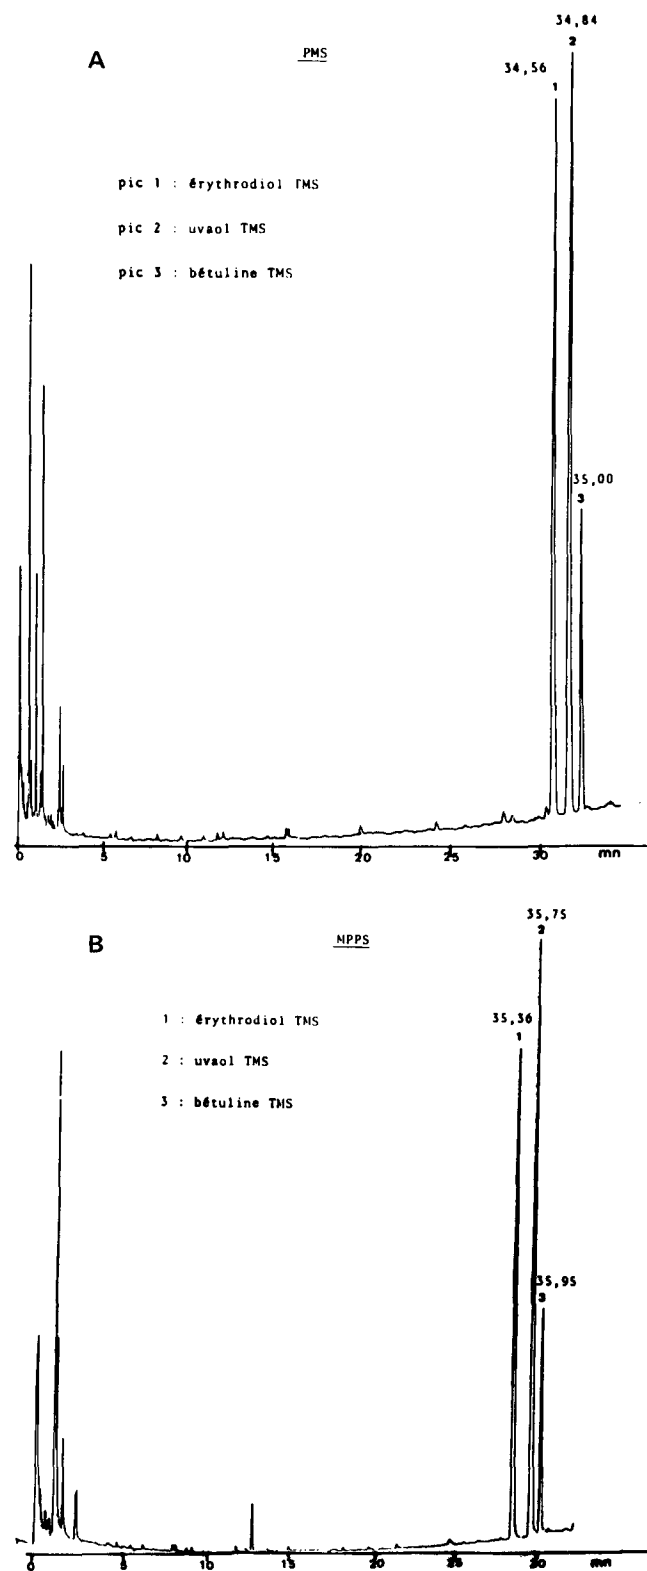 34,84
2
A
PMS
34,56
1
pic 1 : érythrodiol TMS
pic 2 : uvaol TMS
pic 3 : bétuline TMS
35,00
3
0 5 10 15 20 25 30 mn
35,75
2
B
MPPS
1 : érythrodiol TMS
35,36
1
2 : uvaol TMS
3 : bétuline TMS
35,95
3
0 5 10 15 20 25 30 mn